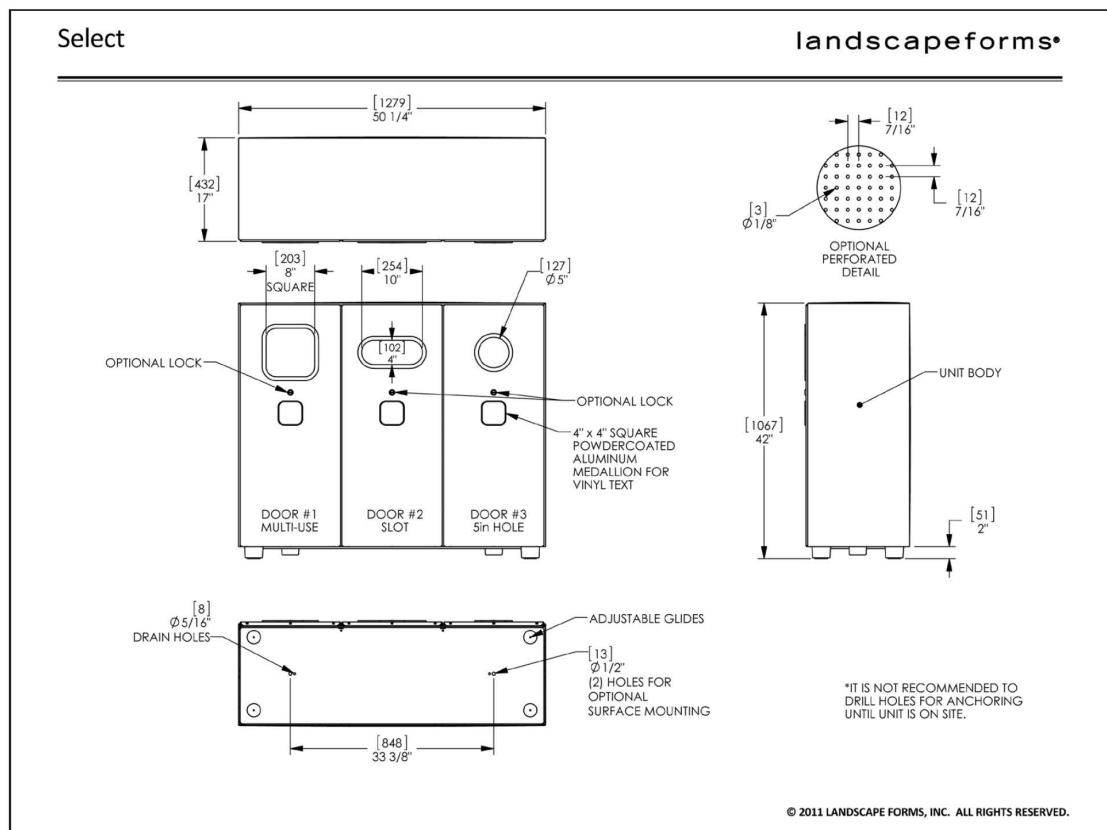 Select
landscapeforms®
[1279]
50 1/4"
[432]
17"
[12]
7/16"
[12]
7/16"
[3]
Ø1/8"
OPTIONAL
PERFORATED
DETAIL
[203]
8"
SQUARE
[254]
10"
[127]
Ø5"
[102]
4"
OPTIONAL LOCK
OPTIONAL LOCK
4" x 4" SQUARE
POWDERCOATED
ALUMINUM
MEDALLION FOR
VINYL TEXT
DOOR #1
MULTI-USE
DOOR #2
SLOT
DOOR #3
5in HOLE
UNIT BODY
[1067]
42"
[51]
2"
[8]
Ø5/16"
DRAIN HOLES
ADJUSTABLE GLIDES
[13]
Ø1/2"
(2) HOLES FOR
OPTIONAL
SURFACE MOUNTING
[848]
33 3/8"
*IT IS NOT RECOMMENDED TO
DRILL HOLES FOR ANCHORING
UNTIL UNIT IS ON SITE.
© 2011 LANDSCAPE FORMS, INC. ALL RIGHTS RESERVED.